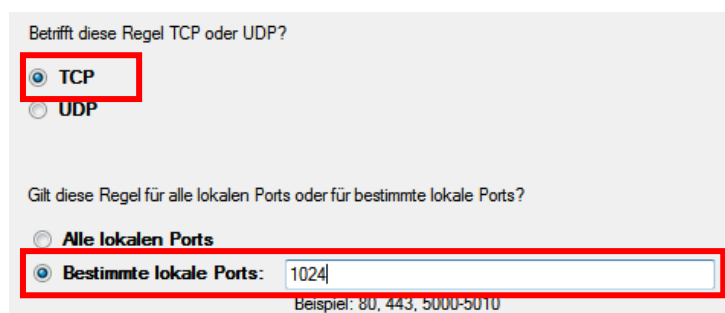 Betrifft diese Regel TCP oder UDP?
TCP
UDP
Gilt diese Regel für alle lokalen Ports oder für bestimmte lokale Ports?
Alle lokalen Ports
Bestimmte lokale Ports: 1024
Beispiel: 80, 443, 5000-5010